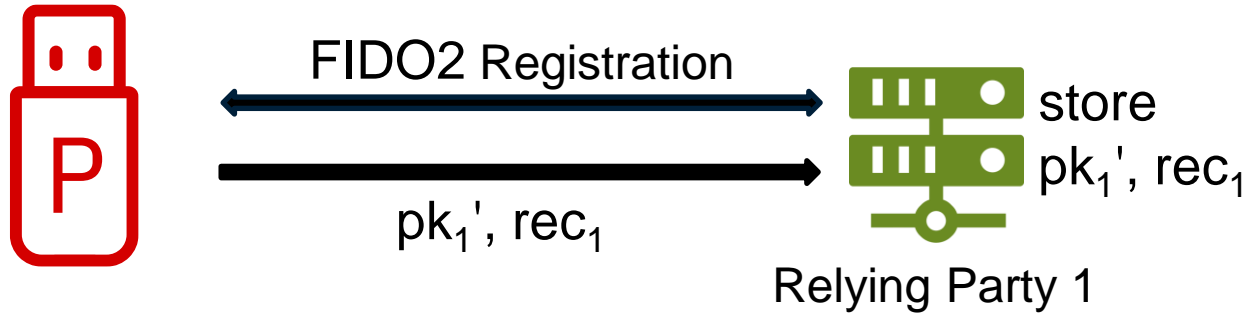 FIDO2 Registration
P
store
pk₁', rec₁
pk₁', rec₁
Relying Party 1